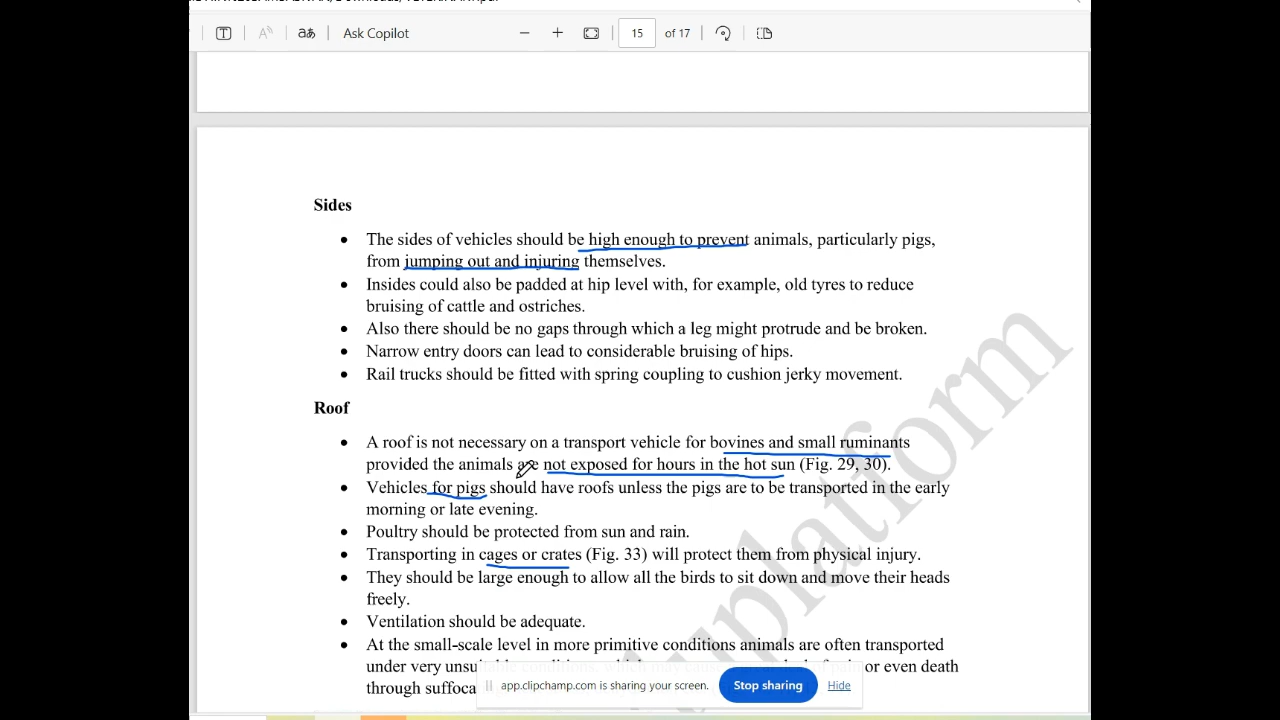 Ask Copilot
15 of 17
Sides
• The sides of vehicles should be high enough to prevent animals, particularly pigs,
from jumping out and injuring themselves.
• Insides could also be padded at hip level with, for example, old tyres to reduce
bruising of cattle and ostriches.
• Also there should be no gaps through which a leg might protrude and be broken.
• Narrow entry doors can lead to considerable bruising of hips.
• Rail trucks should be fitted with spring coupling to cushion jerky movement.
Roof
• A roof is not necessary on a transport vehicle for bovines and small ruminants
provided the animals are not exposed for hours in the hot sun (Fig. 29, 30).
• Vehicles for pigs should have roofs unless the pigs are to be transported in the early
morning or late evening.
• Poultry should be protected from sun and rain.
• Transporting in cages or crates (Fig. 33) will protect them from physical injury.
• They should be large enough to allow all the birds to sit down and move their heads
freely.
• Ventilation should be adequate.
• At the small-scale level in more primitive conditions animals are often transported
under very or even death
through
platform
app.clipchamp.com is sharing your screen.
Stop sharing
Hide